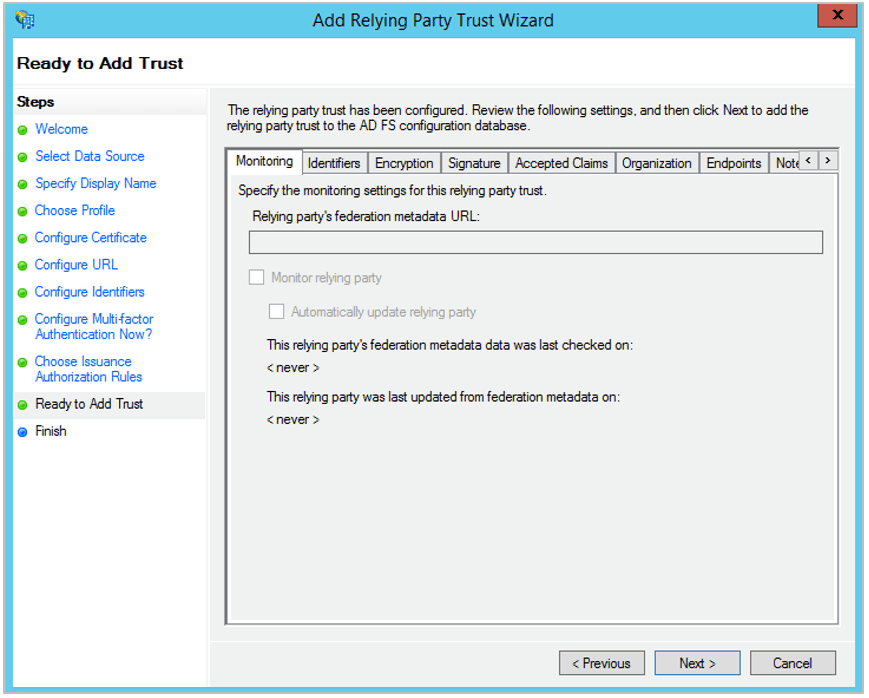 Add Relying Party Trust Wizard
x
Ready to Add Trust
Steps
Welcome
Select Data Source
Specify Display Name
Choose Profile
Configure Certificate
Configure URL
Configure Identifiers
Configure Multi-factor
Authentication Now?
Choose Issuance
Authorization Rules
Ready to Add Trust
Finish
The relying party trust has been configured. Review the following settings, and then click Next to add the
relying party trust to the AD FS configuration database.
Monitoring Identifiers Encryption Signature Accepted Claims Organization Endpoints Note < >
Specify the monitoring settings for this relying party trust.
Relying party's federation metadata URL:
Monitor relying party
Automatically update relying party
This relying party's federation metadata data was last checked on:
< never >
This relying party was last updated from federation metadata on:
< never >
< Previous Next > Cancel